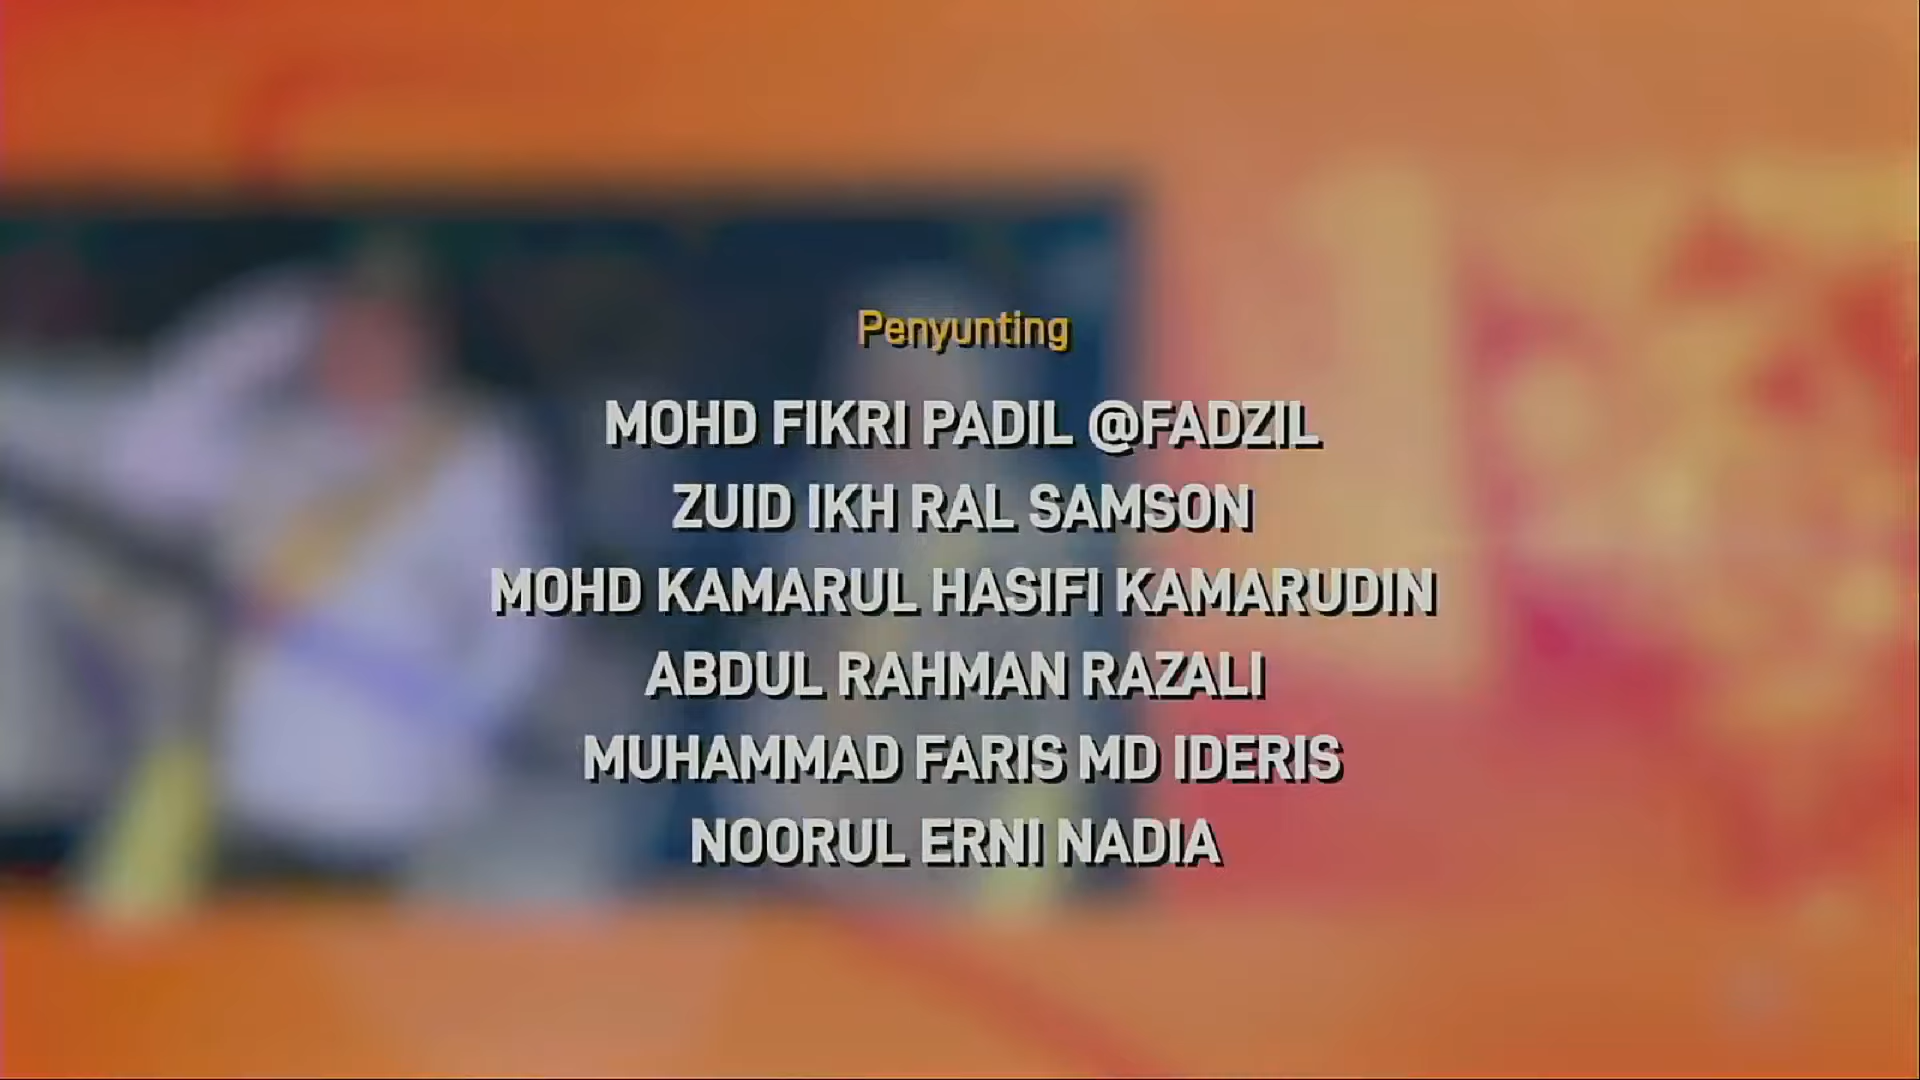 Penyunting
MOHD FIKRI PADIL @FADZIL
ZUID IKH RAL SAMSON
MOHD KAMARUL HASIFI KAMARUDIN
ABDUL RAHMAN RAZALI
MUHAMMAD FARIS MD IDERIS
NOORUL ERNI NADIA